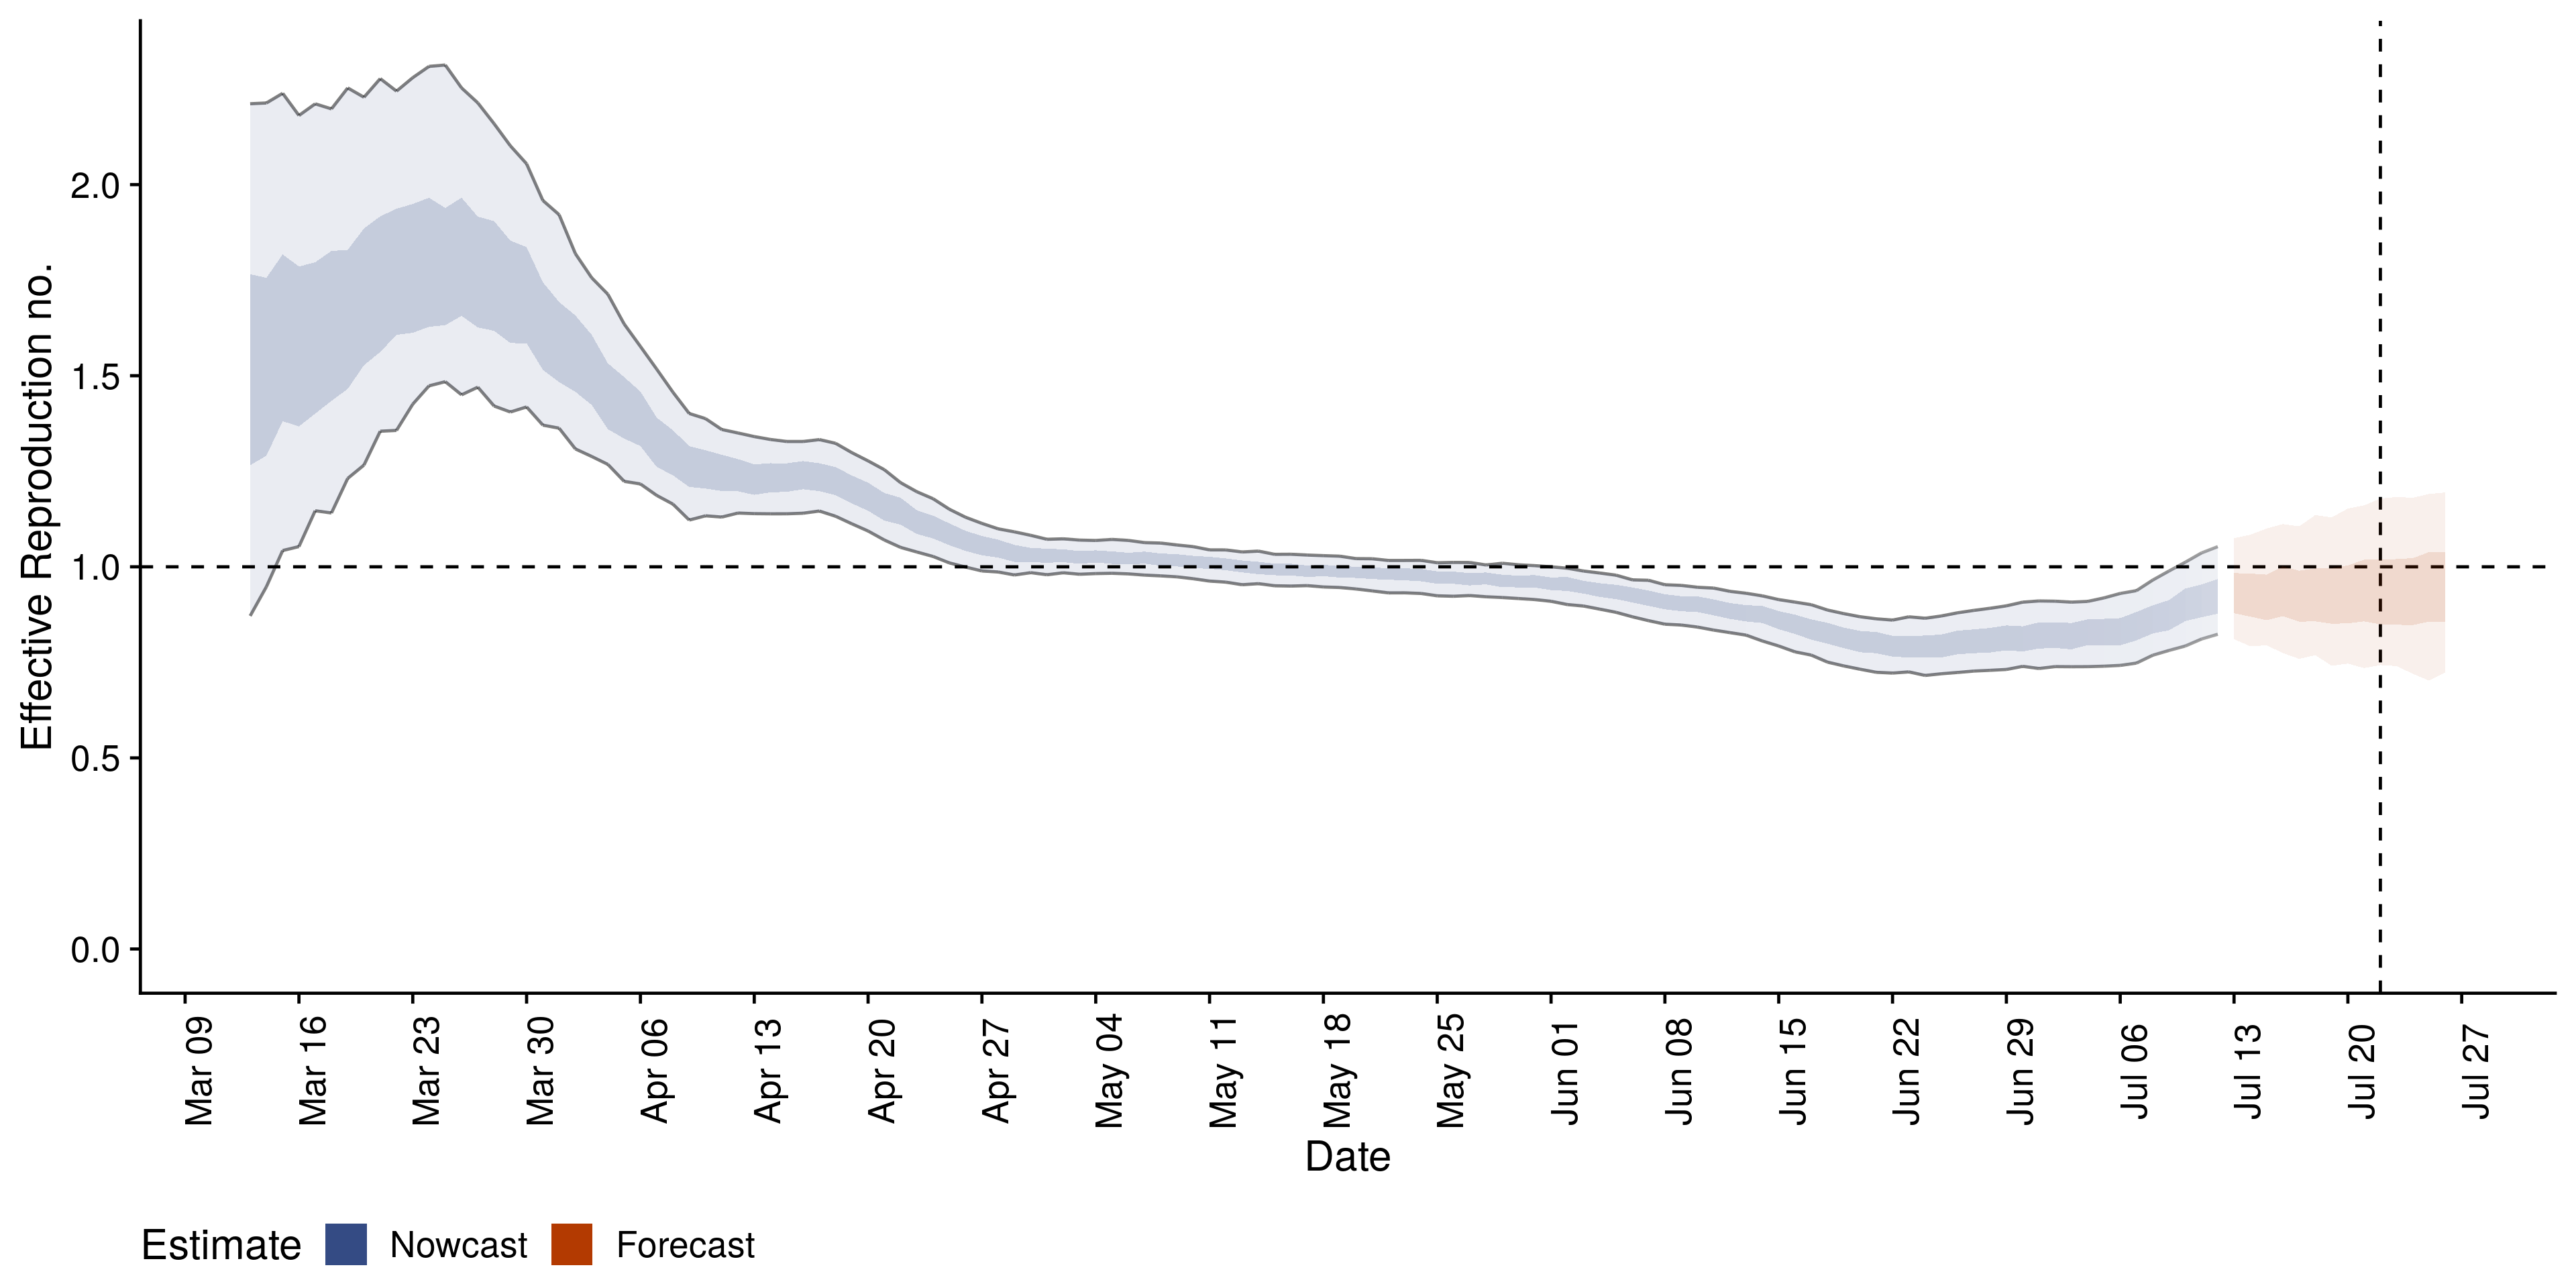 Effective Reproduction no.
2.0
1.5
1.0
0.5
0.0
Mar 09
Mar 16
Mar 23
Mar 30
Apr 06
Apr 13
Apr 20
Apr 27
May 04
May 11
May 18
May 25
Jun 01
Jun 08
Jun 15
Jun 22
Jun 29
Jul 06
Jul 13
Jul 20
Jul 27
Date
Estimate Nowcast Forecast